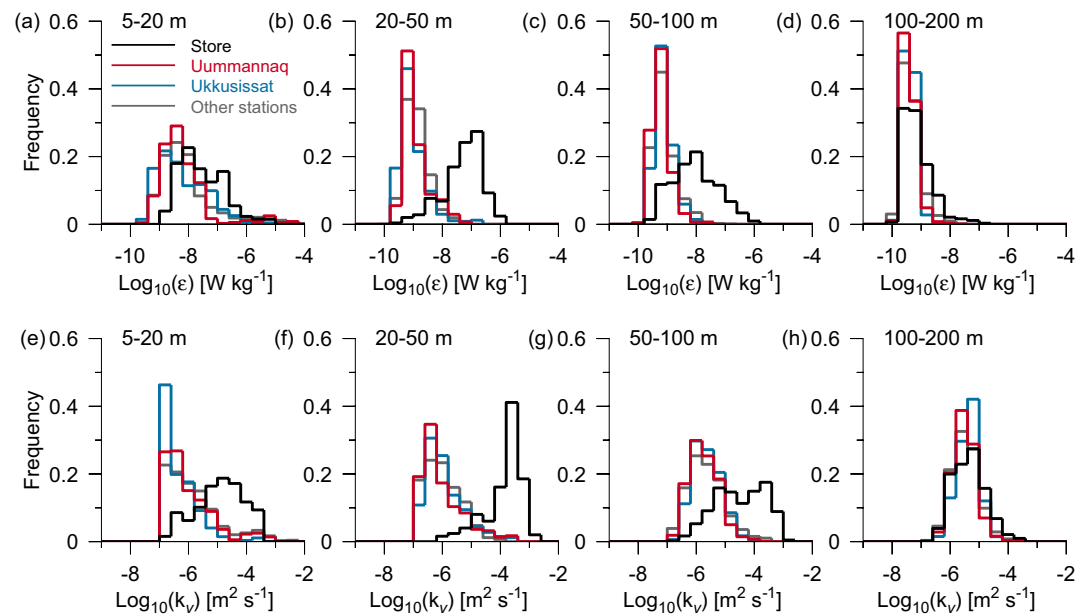 (a) 5-20 m (b) 20-50 m (c) 50-100 m (d) 100-200 m
0.6 0.6 0.6 0.6
Store
Uummannaq
Ukkusissat
Other stations
Frequency
0.4 0.4 0.4 0.4
0.2 0.2 0.2 0.2
0 0 0 0
-10 -8 -6 -4 -10 -8 -6 -4 -10 -8 -6 -4 -10 -8 -6 -4
Log₁₀(ε) [W kg⁻¹] Log₁₀(ε) [W kg⁻¹] Log₁₀(ε) [W kg⁻¹] Log₁₀(ε) [W kg⁻¹]
(e) 5-20 m (f) 20-50 m (g) 50-100 m (h) 100-200 m
0.6 0.6 0.6 0.6
Frequency
0.4 0.4 0.4 0.4
0.2 0.2 0.2 0.2
0 0 0 0
-8 -6 -4 -2 -8 -6 -4 -2 -8 -6 -4 -2 -8 -6 -4 -2
Log₁₀(kᵥ) [m² s⁻¹] Log₁₀(kᵥ) [m² s⁻¹] Log₁₀(kᵥ) [m² s⁻¹] Log₁₀(kᵥ) [m² s⁻¹]